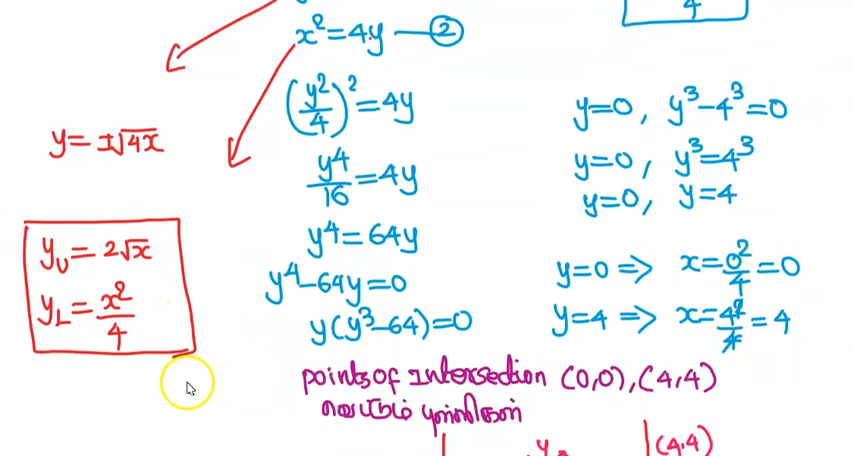 4
x²=4y — ②
(y²/4)²=4y
y⁴/16=4y
y⁴=64y
y⁴-64y=0
y(y³-64)=0
y=±√4x
y_U=2√x
y_L=x²/4
y=0, y³-4³=0
y=0, y³=4³
y=0, y=4
y=0 => x=0²/4=0
y=4 => x=4²/4=4
points of Intersection (0,0), (4,4)
y
(4,4)